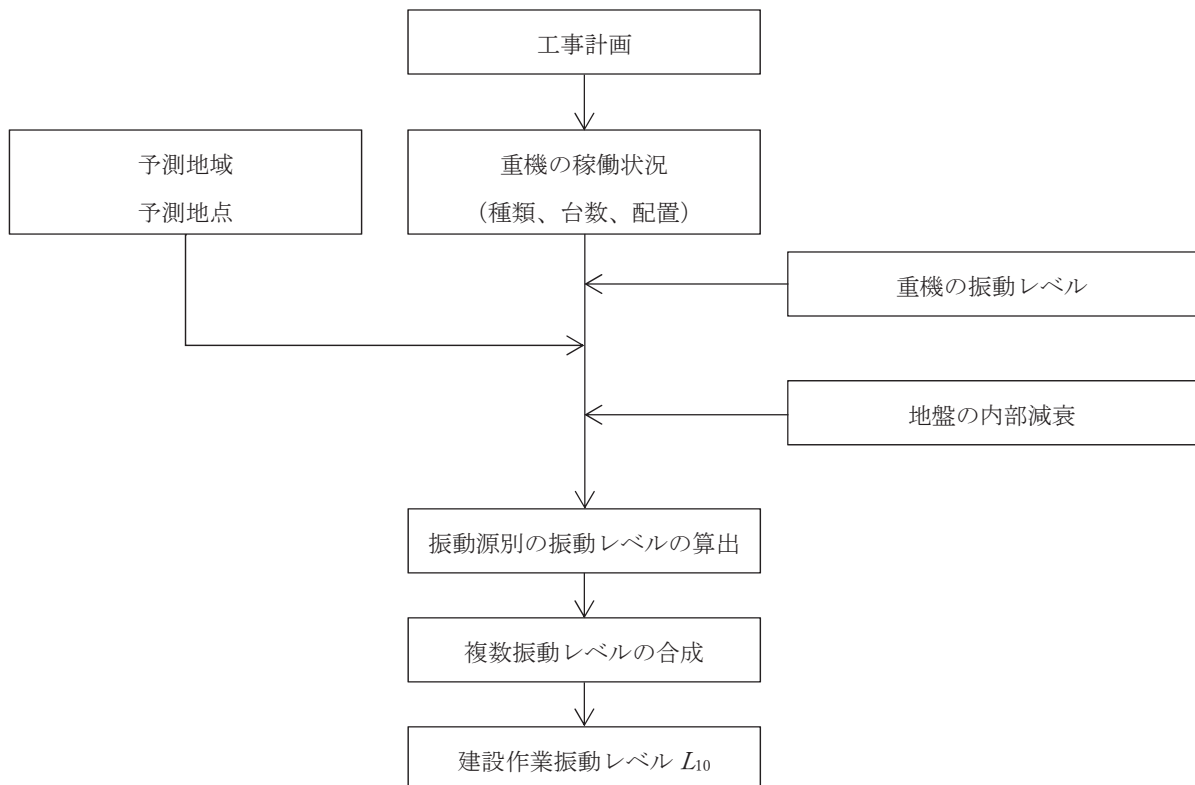 工事計画
予測地域
予測地点
重機の稼働状況
（種類、台数、配置）
重機の振動レベル
地盤の内部減衰
振動源別の振動レベルの算出
複数振動レベルの合成
建設作業振動レベル L10